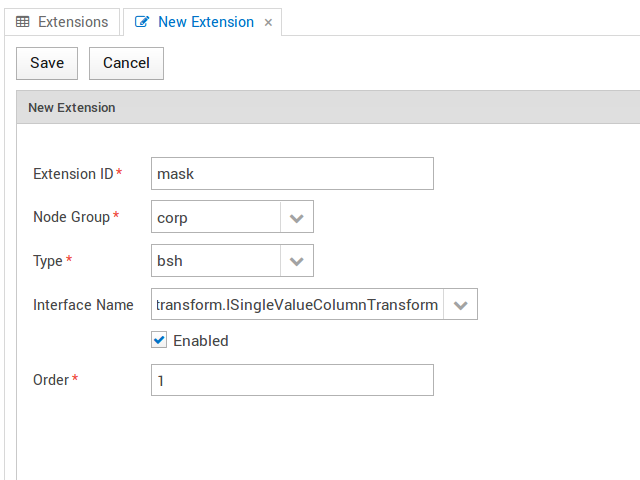 Extensions
New Extension ×
Save
Cancel
New Extension
Extension ID*
mask
Node Group*
corp
Type*
bsh
Interface Name
transform.ISingleValueColumnTransform
Enabled
Order*
1